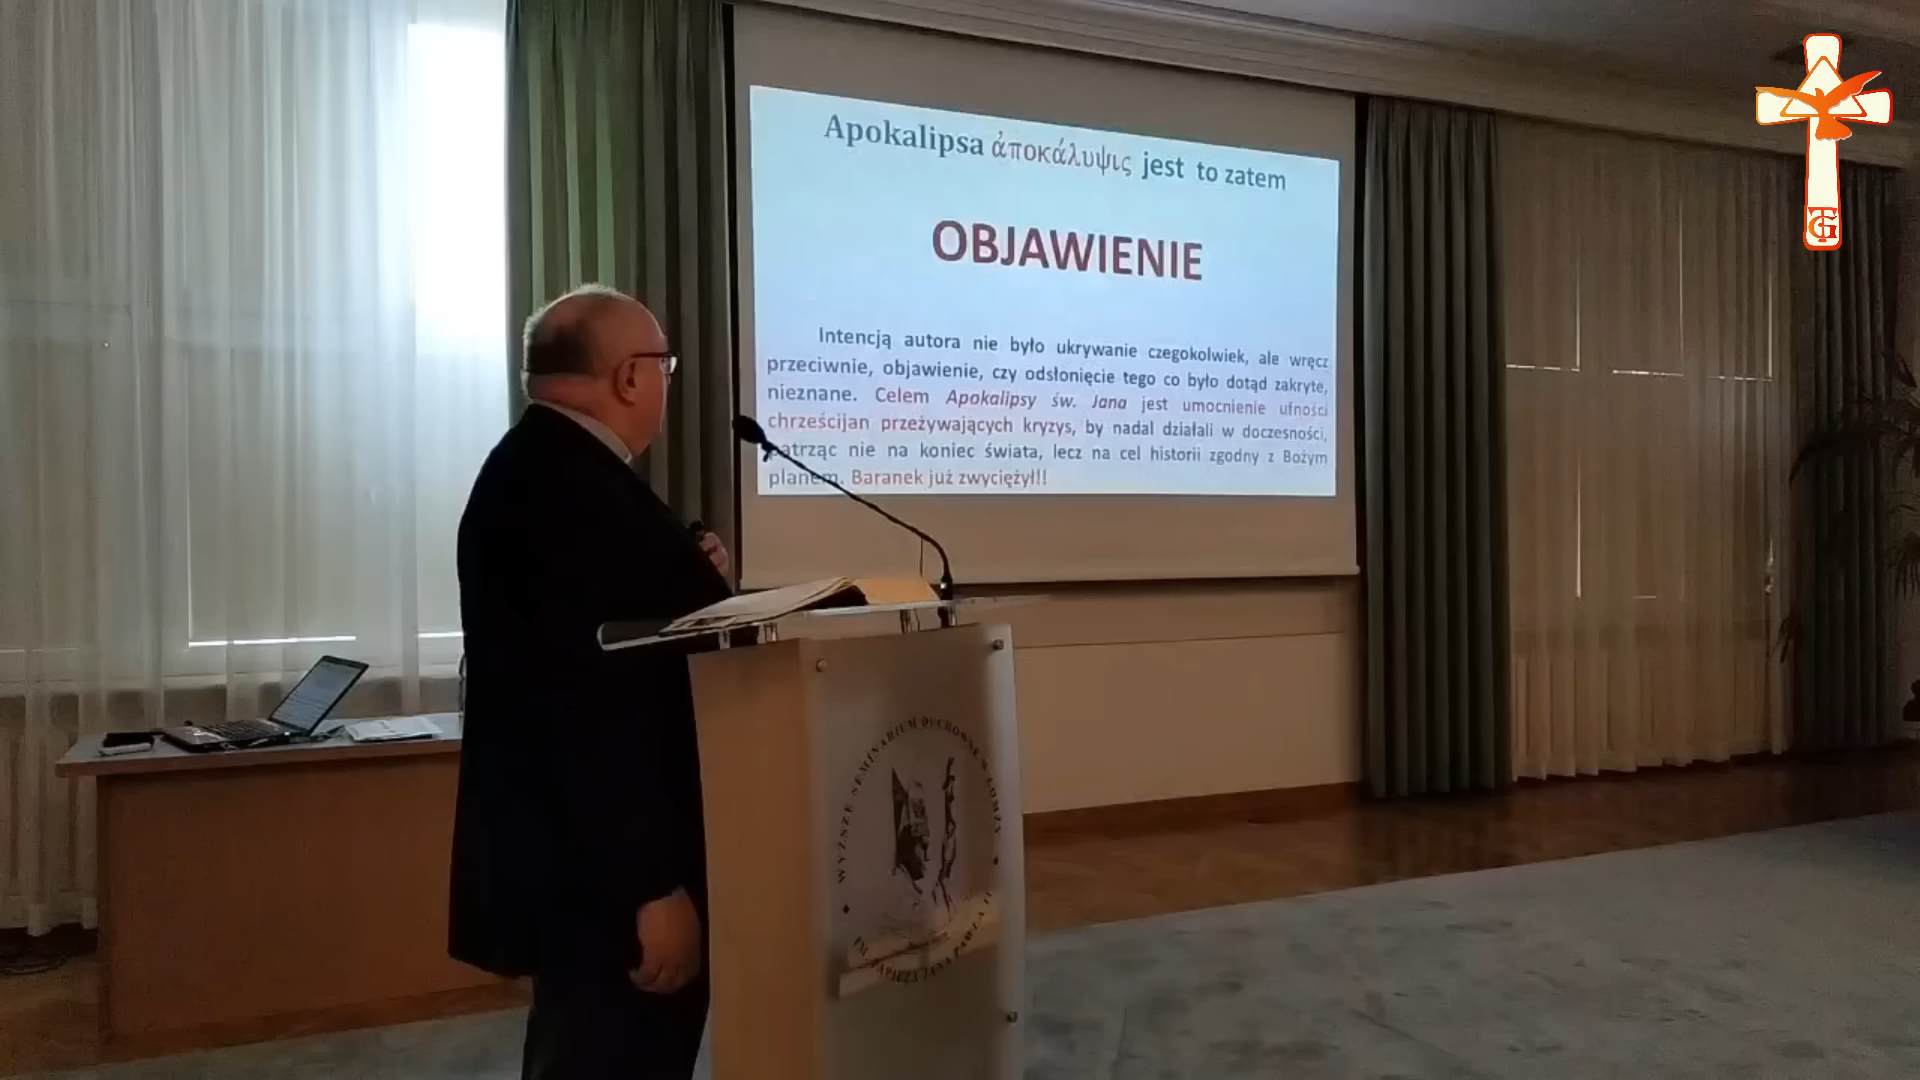 Apokalipsa ἀποκάλυψις jest to zatem
OBJAWIENIE
Intencją autora nie było ukrywanie czegokolwiek, ale wręcz
przeciwnie, objawienie, czy odsłonięcie tego co było dotąd zakryte,
nieznane. Celem Apokalipsy św. Jana jest umocnienie ufności
chrześcijan przeżywających kryzys, by nadal działali w doczesności,
patrząc nie na koniec świata, lecz na cel historii zgodny z Bożym
planem. Baranek już zwyciężył!!!
WYŻSZE SEMINARIUM DUCHOWNE W ŁOMŻY
IM. PAPIEŻA JANA PAWŁA II